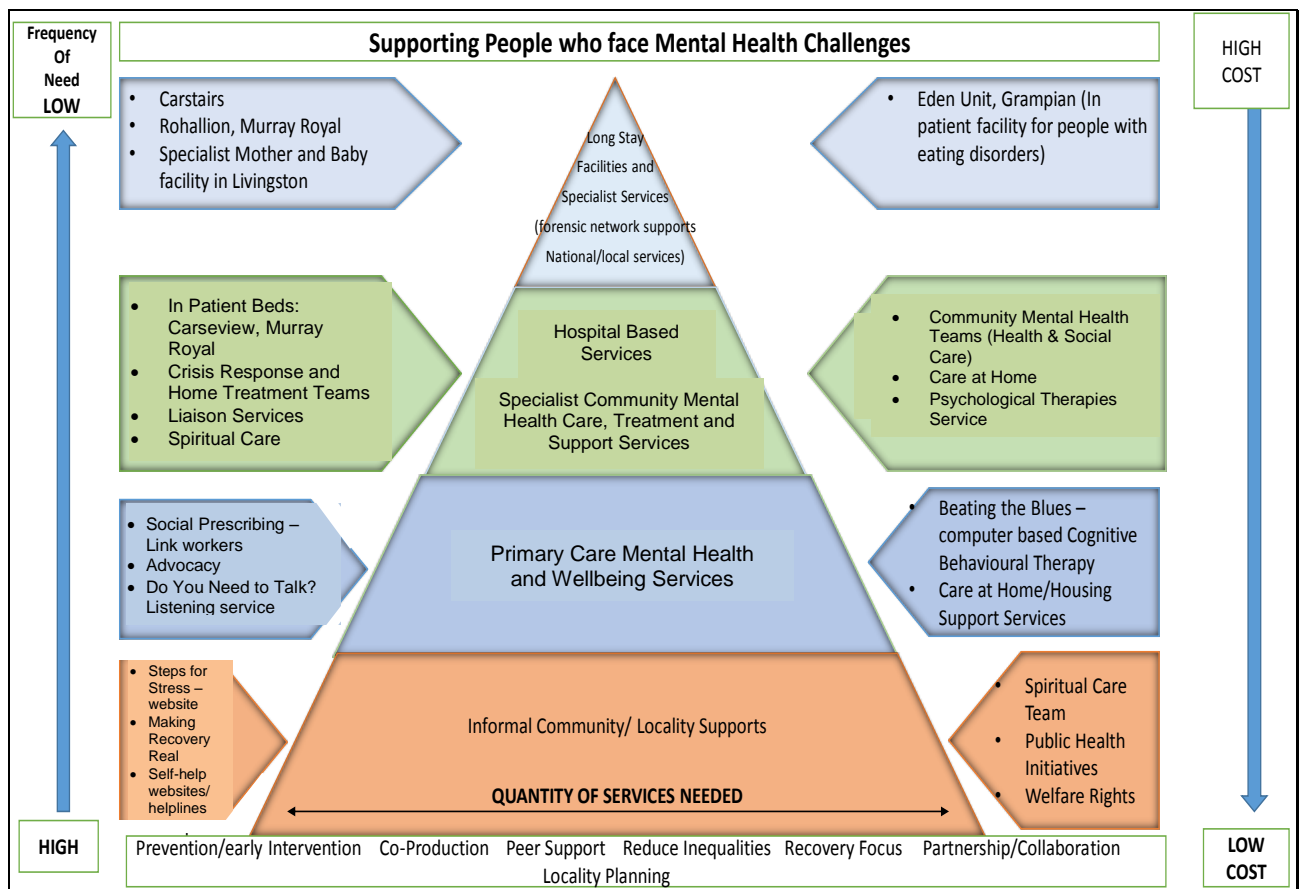 Frequency
Of
Need
LOW
Supporting People who face Mental Health Challenges
HIGH
COST
• Carstairs
• Rohallion, Murray Royal
• Specialist Mother and Baby
facility in Livingston
Long Stay
Facilities and
Specialist Services
(forensic network supports
National/local services)
• Eden Unit, Grampian (In
patient facility for people with
eating disorders)
• In Patient Beds:
Carseview, Murray
Royal
• Crisis Response and
Home Treatment Teams
• Liaison Services
• Spiritual Care
Hospital Based
Services
Specialist Community Mental
Health Care, Treatment and
Support Services
• Community Mental Health
Teams (Health & Social
Care)
• Care at Home
• Psychological Therapies
Service
• Social Prescribing –
Link workers
• Advocacy
• Do You Need to Talk?
Listening service
Primary Care Mental Health
and Wellbeing Services
• Beating the Blues –
computer based Cognitive
Behavioural Therapy
• Care at Home/Housing
Support Services
• Steps for
Stress –
website
• Making
Recovery
Real
• Self-help
websites/
helplines
Informal Community/ Locality Supports
QUANTITY OF SERVICES NEEDED
• Spiritual Care
Team
• Public Health
Initiatives
• Welfare Rights
HIGH
Prevention/early Intervention Co-Production Peer Support Reduce Inequalities Recovery Focus Partnership/Collaboration
Locality Planning
LOW
COST